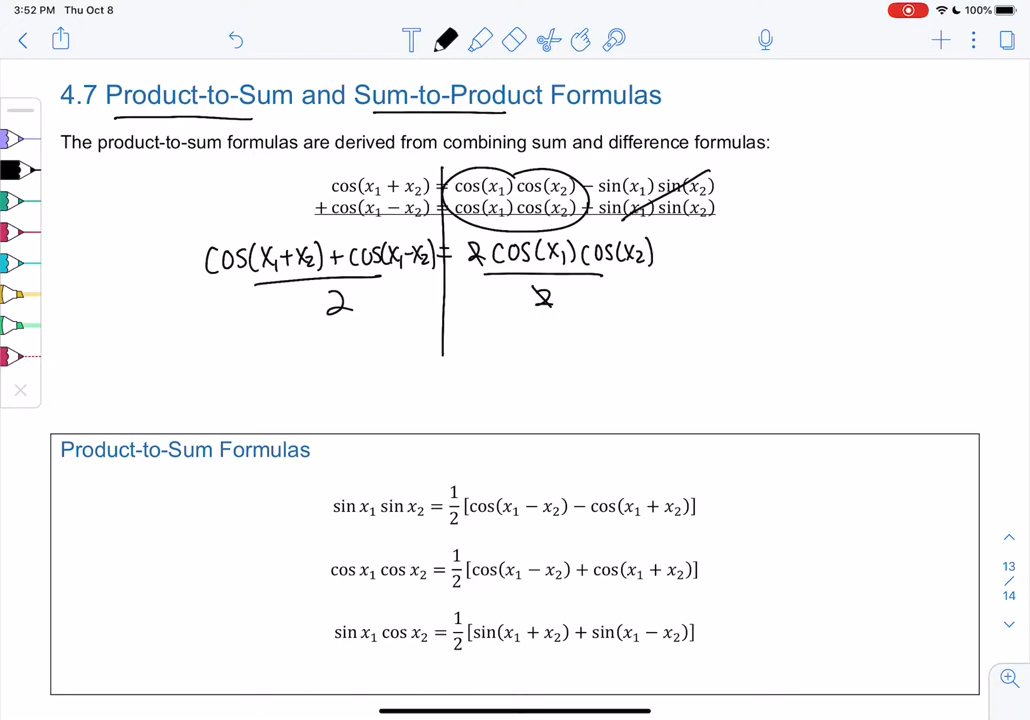 3:52 PM Thu Oct 8 100%
4.7 Product-to-Sum and Sum-to-Product Formulas
The product-to-sum formulas are derived from combining sum and difference formulas:
cos(x₁ + x₂) = cos(x₁) cos(x₂) − sin(x₁) sin(x₂)
+ cos(x₁ − x₂) = cos(x₁) cos(x₂) + sin(x₁) sin(x₂)
cos(x₁+x₂) + cos(x₁-x₂) = 2 cos(x₁) cos(x₂)
2 2
Product-to-Sum Formulas
sin x₁ sin x₂ = 1/2 [cos(x₁ − x₂) − cos(x₁ + x₂)]
cos x₁ cos x₂ = 1/2 [cos(x₁ − x₂) + cos(x₁ + x₂)]
sin x₁ cos x₂ = 1/2 [sin(x₁ + x₂) + sin(x₁ − x₂)]
13
/
14